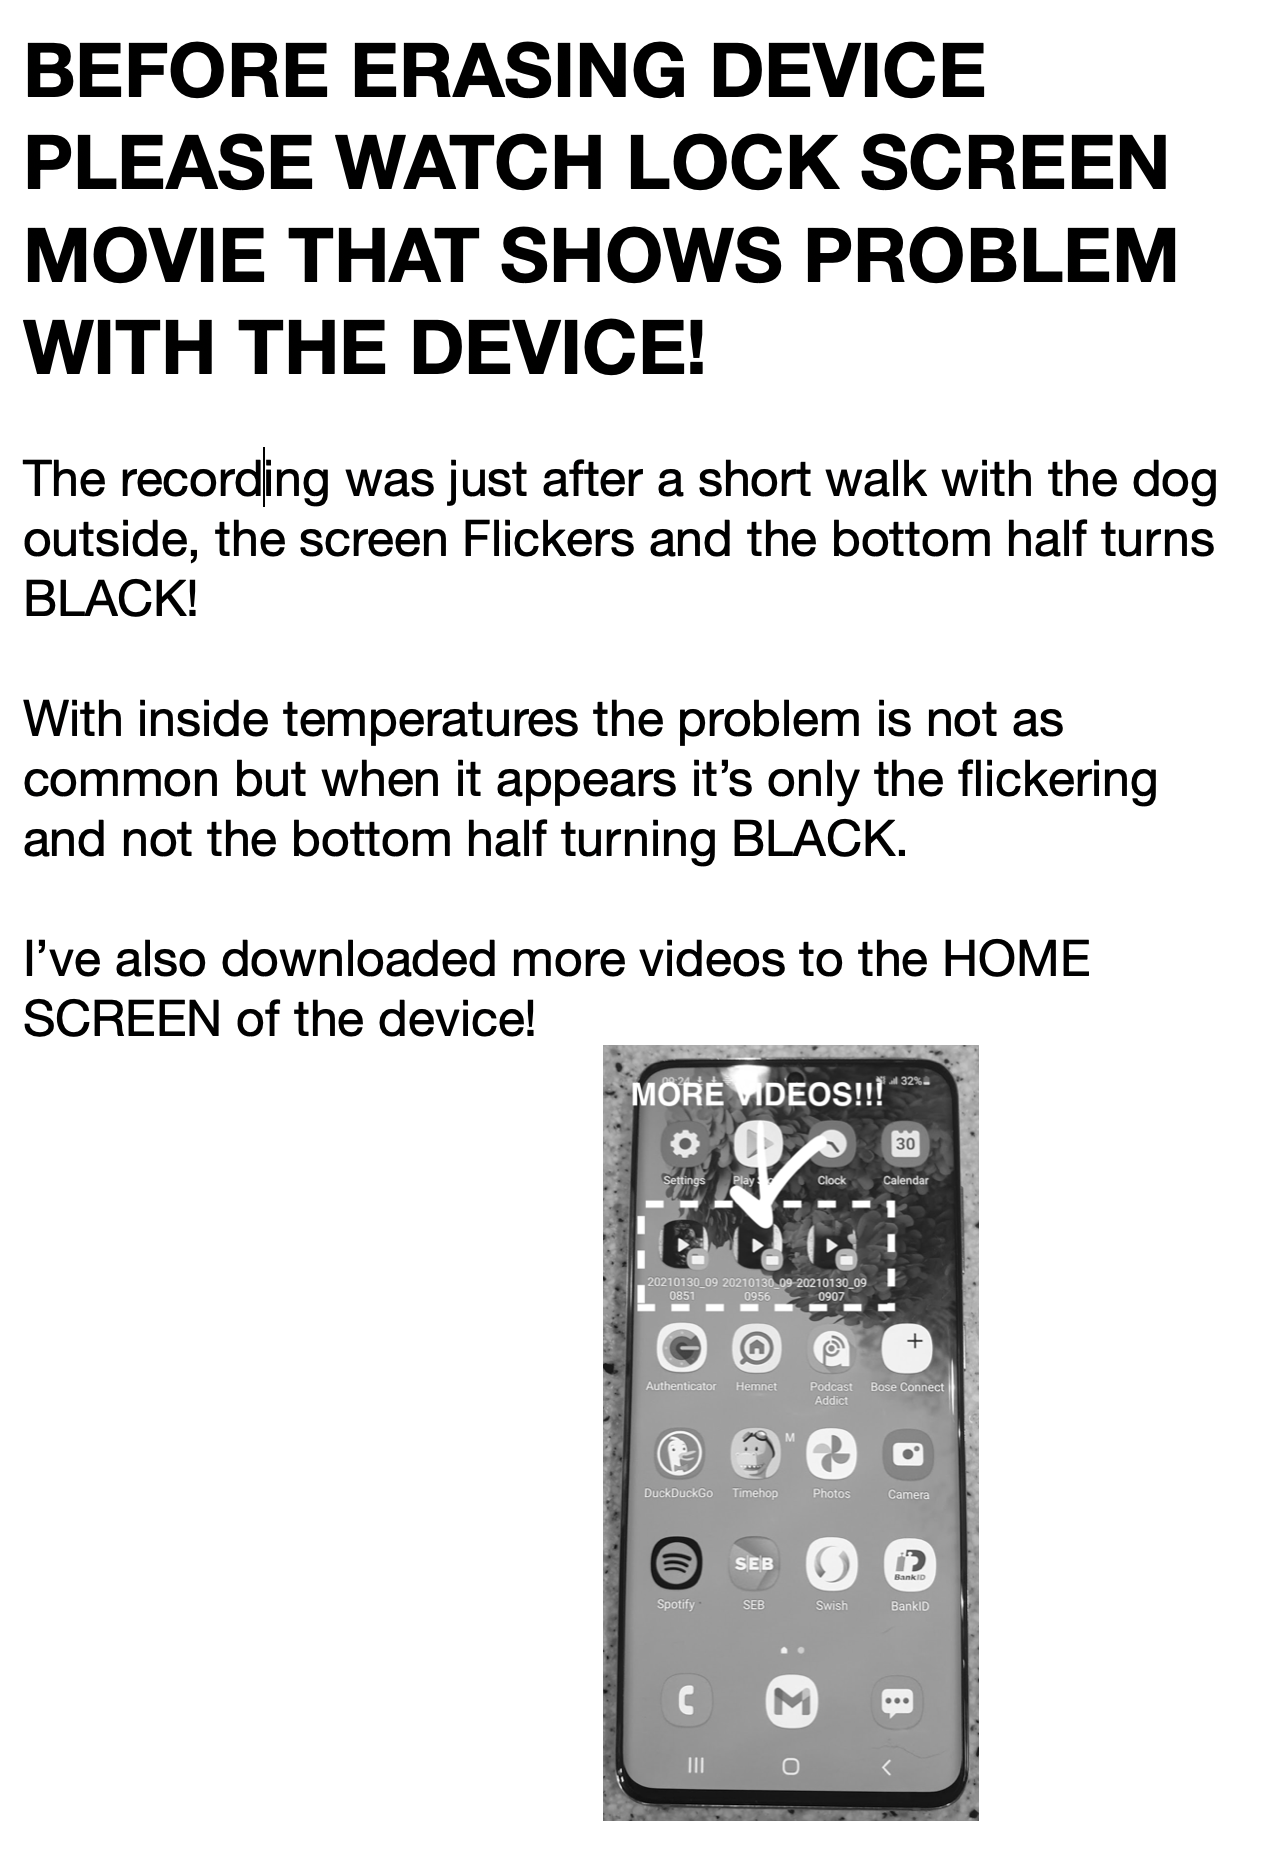 BEFORE ERASING DEVICE
PLEASE WATCH LOCK SCREEN
MOVIE THAT SHOWS PROBLEM
WITH THE DEVICE!
The recording was just after a short walk with the dog
outside, the screen Flickers and the bottom half turns
BLACK!
With inside temperatures the problem is not as
common but when it appears it’s only the flickering
and not the bottom half turning BLACK.
I’ve also downloaded more videos to the HOME
SCREEN of the device!
09:24 32%
MORE VIDEOS!!!
30
Settings Play Clock Calendar
20210130_09 20210130_09 20210130_09
0851 0956 0907
Authenticator Hemnet Podcast Bose Connect
Addict
M
DuckDuckGo Timehop Photos Camera
SEB BankID
Spotify SEB Swish BankID